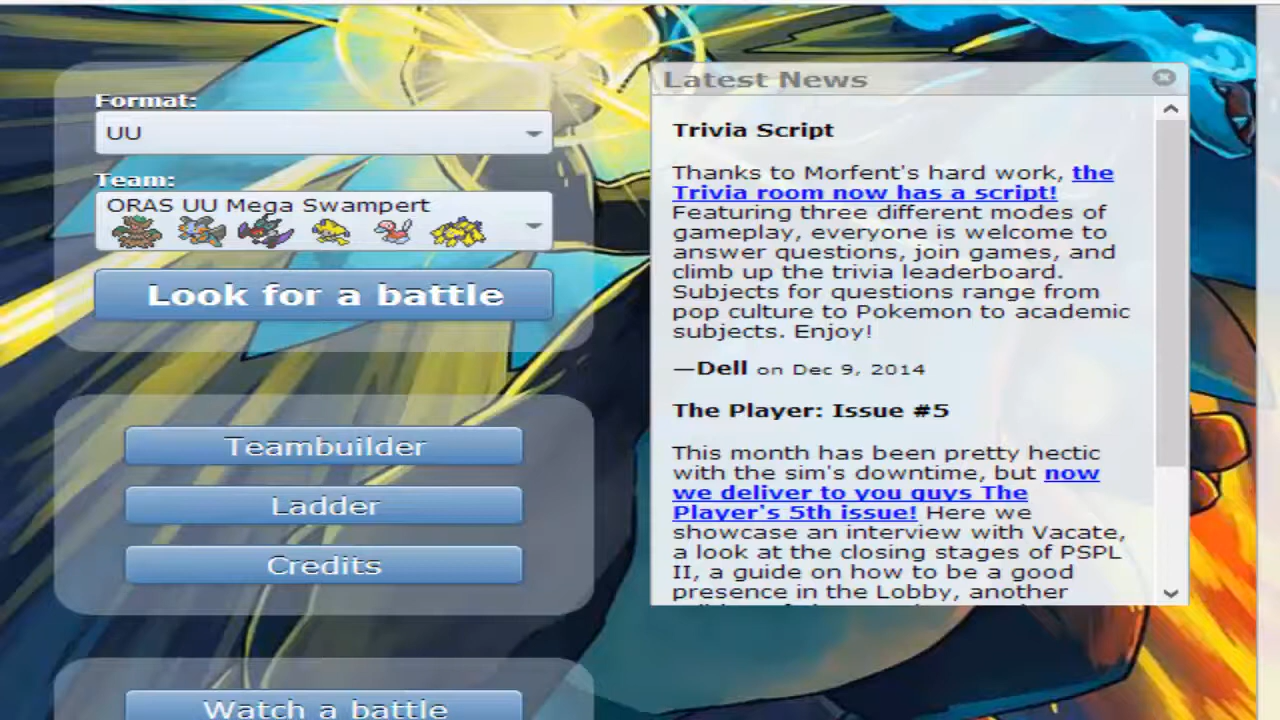 Format:
UU
Team:
ORAS UU Mega Swampert
Look for a battle
Teambuilder
Ladder
Credits
Watch a battle
Latest News
Trivia Script
Thanks to Morfent's hard work, the
Trivia room now has a script!
Featuring three different modes of
gameplay, everyone is welcome to
answer questions, join games, and
climb up the trivia leaderboard.
Subjects for questions range from
pop culture to Pokemon to academic
subjects. Enjoy!
—Dell on Dec 9, 2014
The Player: Issue #5
This month has been pretty hectic
with the sim's downtime, but now
we deliver to you guys The
Player's 5th issue! Here we
showcase an interview with Vacate,
a look at the closing stages of PSPL
II, a guide on how to be a good
presence in the Lobby, another